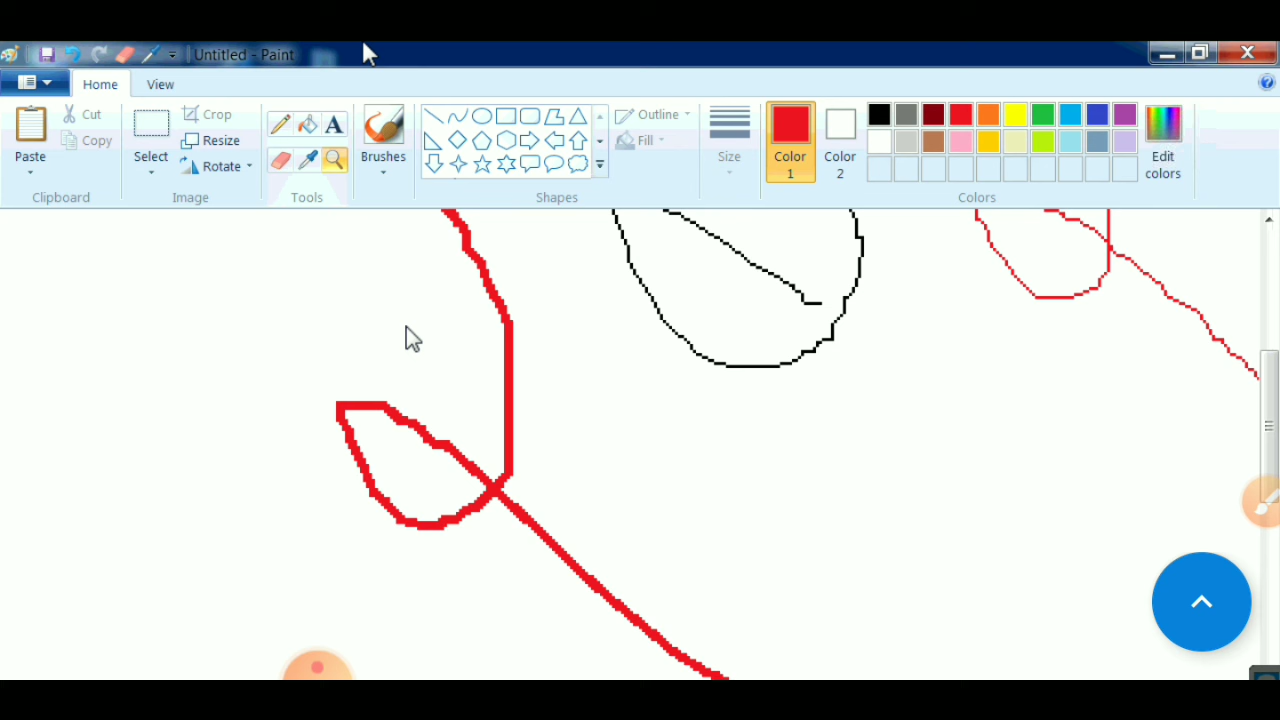 Untitled - Paint
Home View
Paste
Cut
Copy
Clipboard
Select
Crop
Resize
Rotate
Image
A
Tools
Brushes
Outline
Fill
Shapes
Size
Color
1
Color
2
Edit
colors
Colors